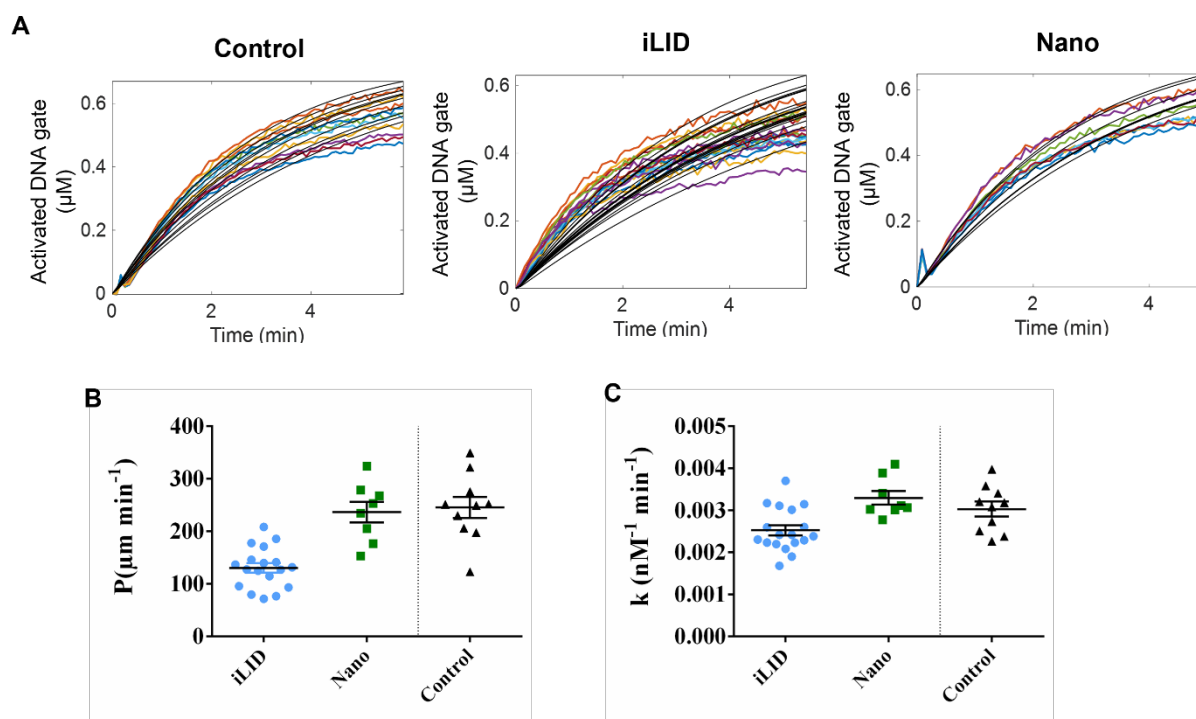 A
Control
iLID
Nano
Activated DNA gate
(µM)
0.6
0.4
0.2
0
0
2
4
Time (min)
Activated DNA gate
(µM)
0.6
0.4
0.2
0
0
2
4
Time (min)
Activated DNA gate
(µM)
0.6
0.4
0.2
0
0
2
4
Time (min)
B
P(µm min⁻¹)
400
300
200
100
0
iLID
Nano
Control
C
k (nM⁻¹ min⁻¹)
0.005
0.004
0.003
0.002
0.001
0.000
iLID
Nano
Control